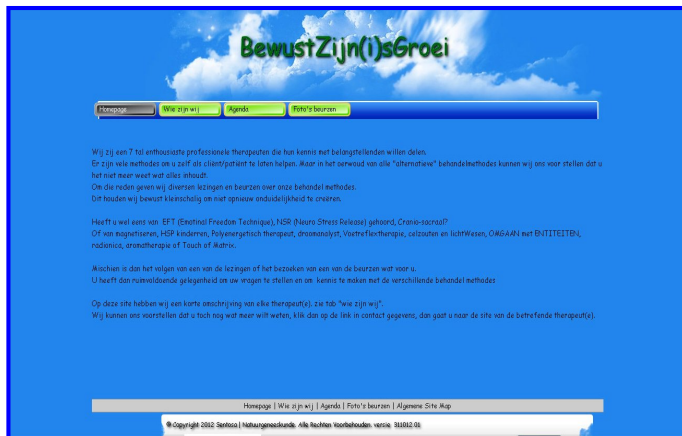 BewustZijn(i)sGroei
Homepage
Wie zijn wij
Agenda
Foto's beurzen
Wij zij een 7 tal enthousiaste professionele therapeuten die hun kennis met belangstellenden willen delen.
Er zijn vele methodes om u zelf als client/patiënt te laten helpen. Maar in het oerwoud van alle "alternatieve" behandelmethodes kunnen wij ons voor stellen dat u
het niet meer weet wat alles inhoudt.
Om die reden geven wij diversen lezingen en beurzen over onze behandel methodes.
Dit houden wij bewust kleinschalig om niet opnieuw onduidelijkheid te creëren.
Heeft u wel eens van EFT (Emotinal Freedom Technique), NSR (Neuro Stress Release) gehoord, Cranio-sacraal?
Of van magnetiseren, HSP kinderren, Polyenergetisch therapeut, droomanalyst, Voetreflextherapie, celzouten en lichtWesen, OMGAAN met ENTITEITEN,
radionica, aromatherapie of Touch of Matrix.
Mischien is dan het volgen van een van de lezingen of het bezoeken van een van de beurzen wat voor u.
U heeft dan ruimvoldoende gelegenheid om uw vragen te stellen en om kennis te maken met de verschillende behandel methodes
Op deze site hebben wij een korte omschrijving van elke therapeut(e). zie tab "wie zijn wij".
Wij kunnen ons voorstellen dat u toch nog wat meer wilt weten, klik dan op de link in contact gegevens, dan gaat u naar de site van de betrefende therapeut(e).
Homepage | Wie zijn wij | Agenda | Foto's beurzen | Algemene Site Map
© Copyright 2012 Sentosa | Natuurgeneeskunde. Alle Rechten Voorbehouden. versie 311012.01